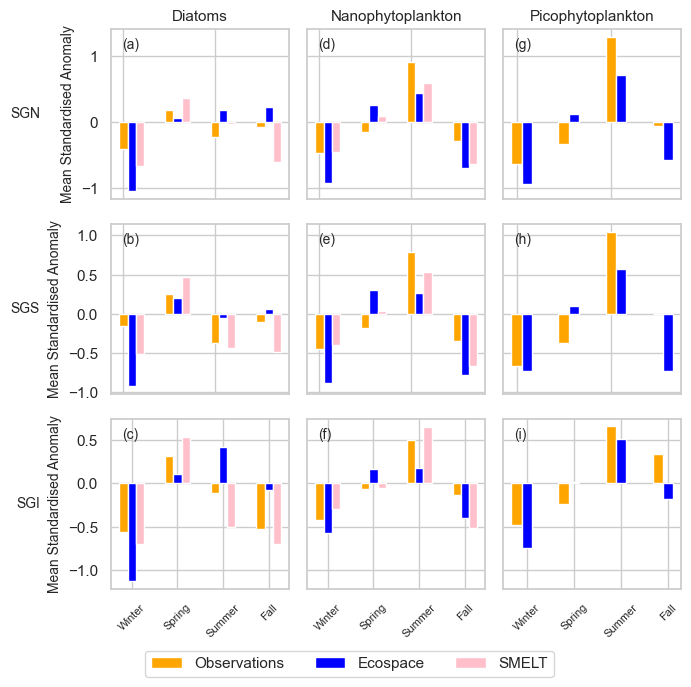 Diatoms Nanophytoplankton Picophytoplankton
SGN
Mean Standardised Anomaly
1
0
−1
(a)
(d)
(g)
SGS
Mean Standardised Anomaly
1.0
0.5
0.0
−0.5
−1.0
(b)
(e)
(h)
SGI
Mean Standardised Anomaly
0.5
0.0
−0.5
−1.0
(c)
(f)
(i)
Winter Spring Summer Fall Winter Spring Summer Fall Winter Spring Summer Fall
Observations Ecospace SMELT